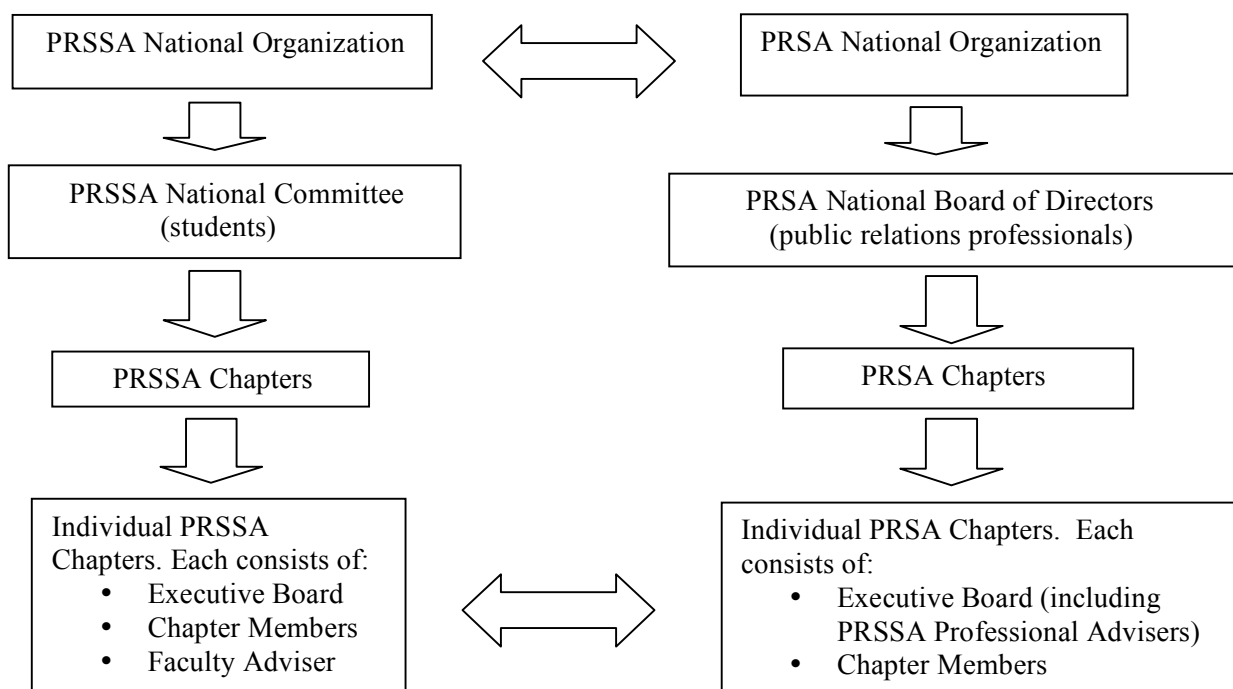 PRSSA National Organization
PRSA National Organization
PRSSA National Committee
(students)
PRSA National Board of Directors
(public relations professionals)
PRSSA Chapters
PRSA Chapters
Individual PRSSA
Chapters. Each consists of:
• Executive Board
• Chapter Members
• Faculty Adviser
Individual PRSA Chapters.  Each
consists of:
• Executive Board (including
PRSSA Professional Advisers)
• Chapter Members